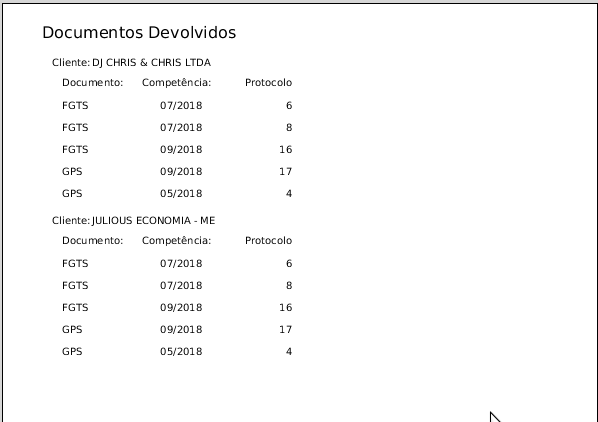 Documentos Devolvidos
Cliente: DJ CHRIS & CHRIS LTDA
Documento: Competência: Protocolo
FGTS 07/2018 6
FGTS 07/2018 8
FGTS 09/2018 16
GPS 09/2018 17
GPS 05/2018 4
Cliente: JULIOUS ECONOMIA - ME
Documento: Competência: Protocolo
FGTS 07/2018 6
FGTS 07/2018 8
FGTS 09/2018 16
GPS 09/2018 17
GPS 05/2018 4